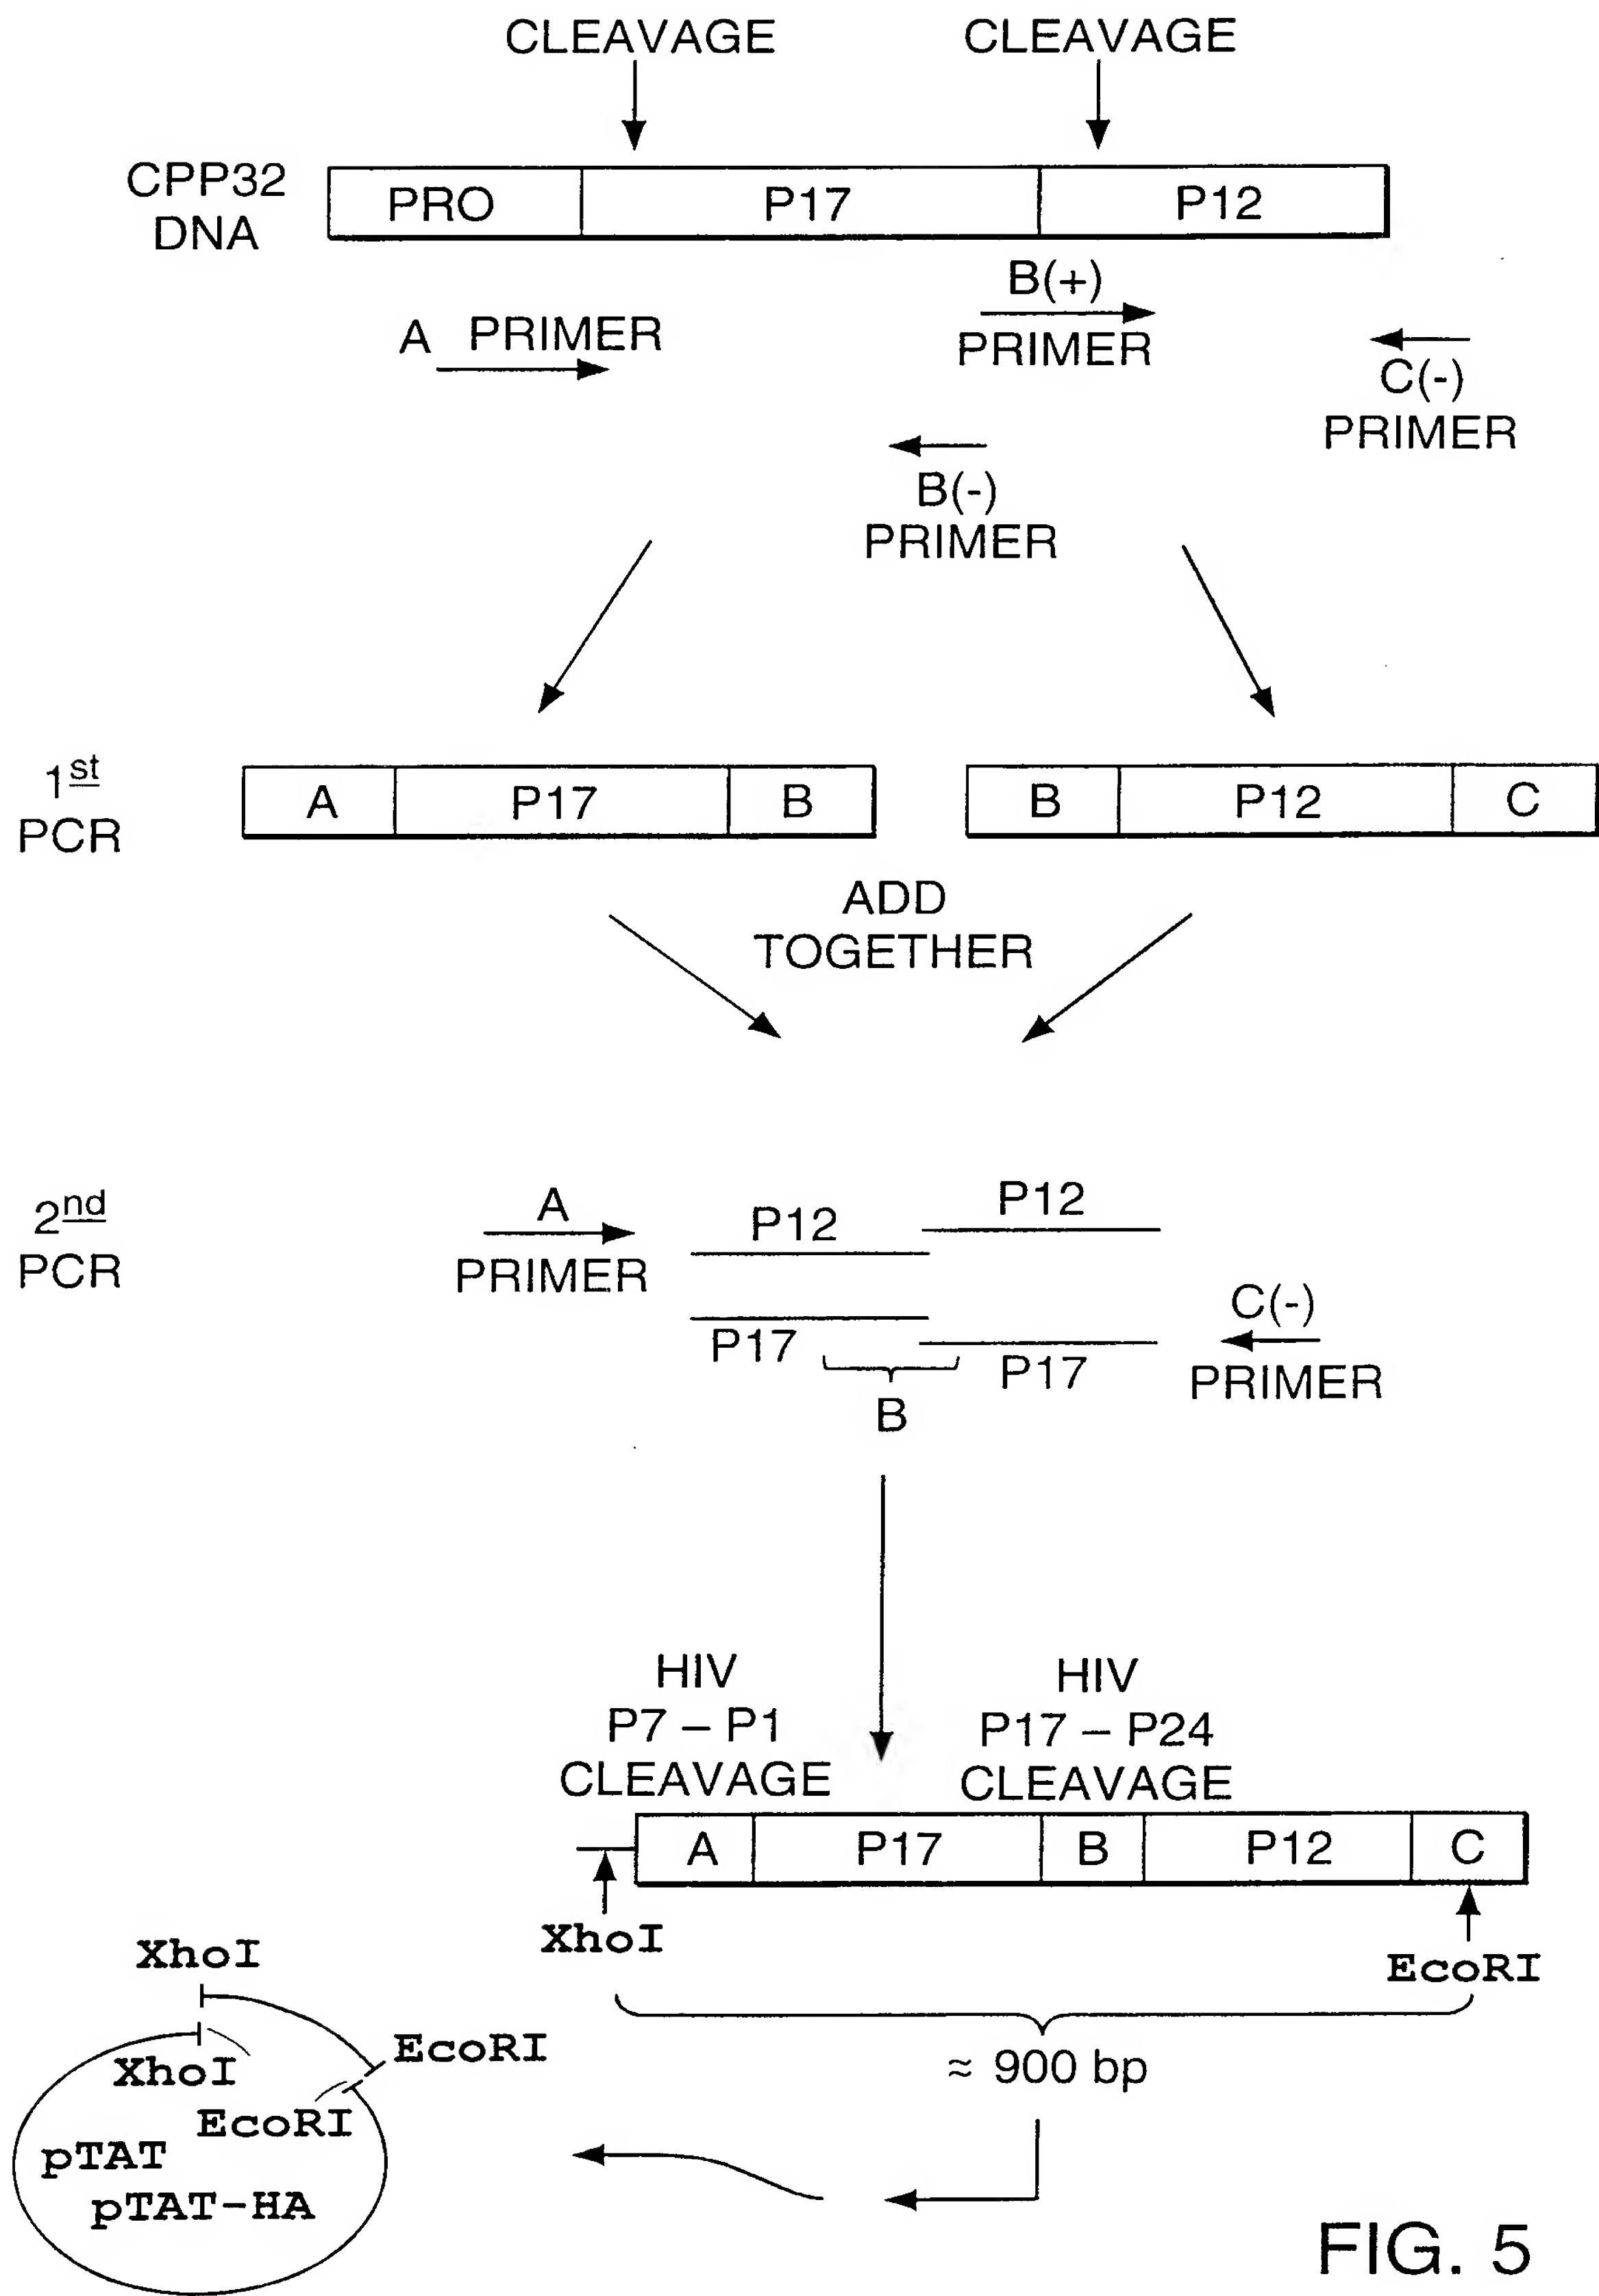 CLEAVAGE CLEAVAGE
CPP32
DNA
PRO P17 P12
A PRIMER
B(+)
PRIMER
C(-)
PRIMER
B(-)
PRIMER
1st
PCR
A P17 B
B P12 C
ADD
TOGETHER
2nd
PCR
A
PRIMER
P12
P12
P17
P17
B
C(-)
PRIMER
HIV
P7 – P1
CLEAVAGE
HIV
P17 – P24
CLEAVAGE
A P17 B P12 C
XhoI
EcoRI
≈ 900 bp
XhoI
EcoRI
XhoI
EcoRI
pTAT
pTAT-HA
FIG. 5